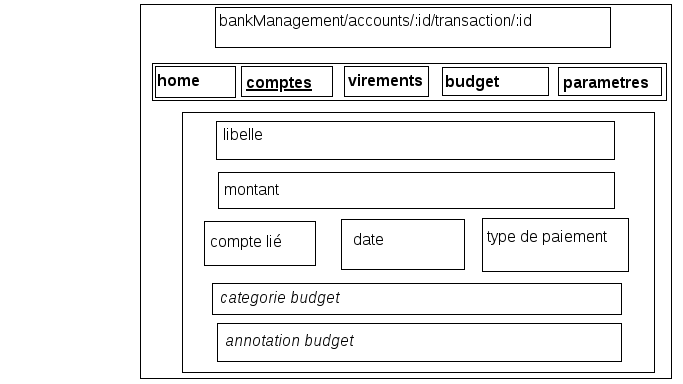 bankManagement/accounts/:id/transaction/:id
home comptes virements budget parametres
libelle
montant
compte lié date type de paiement
categorie budget
annotation budget